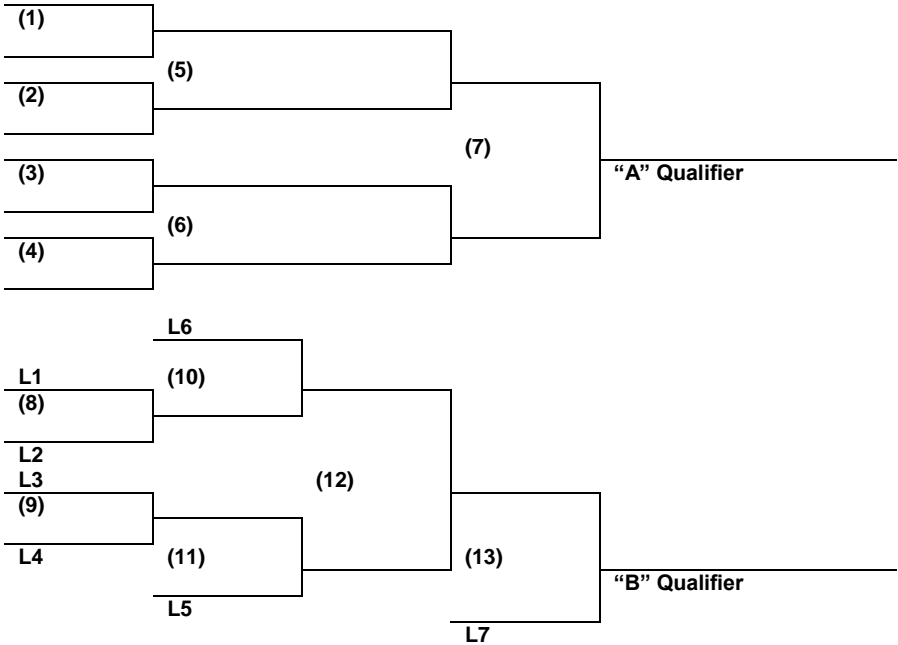 (1)
(5)
(2)
(7)
(3)
“A” Qualifier
(6)
(4)
L6
L1
(10)
(8)
L2
L3
(12)
(9)
L4
(11)
(13)
“B” Qualifier
L5
L7